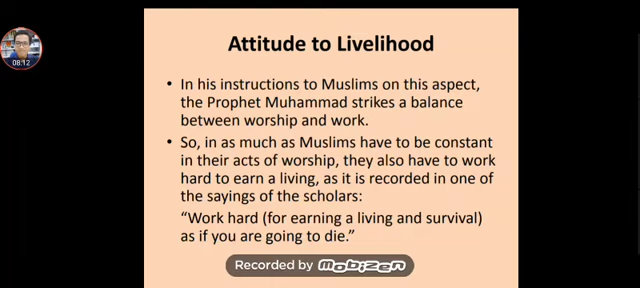 Attitude to Livelihood
08:12
• In his instructions to Muslims on this aspect,
the Prophet Muhammad strikes a balance
between worship and work.
• So, in as much as Muslims have to be constant
in their acts of worship, they also have to work
hard to earn a living, as it is recorded in one of
the sayings of the scholars:
“Work hard (for earning a living and survival)
as if you are going to die.”
Recorded by MOBIZEN